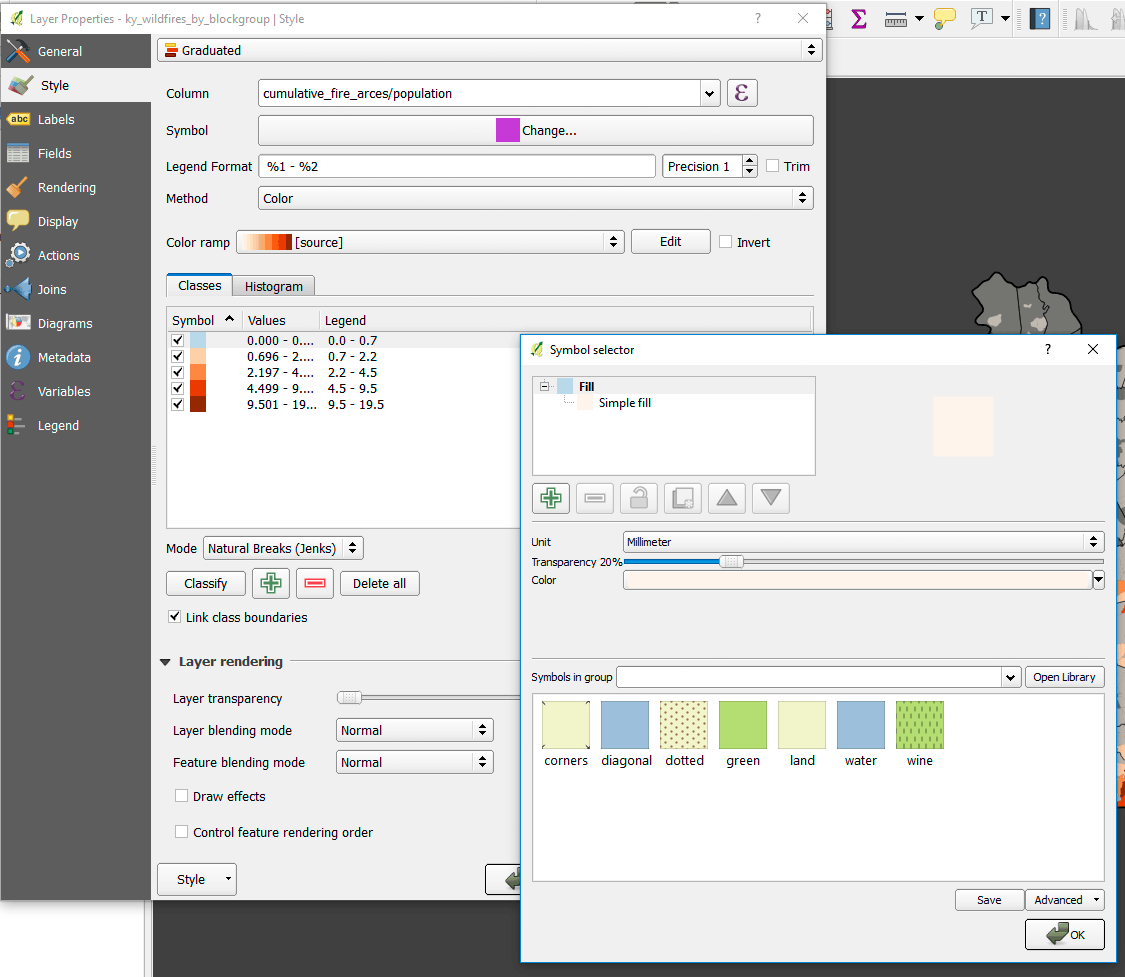 Layer Properties - ky_wildfires_by_blockgroup | Style
?
General
Style
Labels
Fields
Rendering
Display
Actions
Joins
Diagrams
Metadata
Variables
Legend
abc
Graduated
Column
cumulative_fire_arces/population
ε
Symbol
Change...
Legend Format
%1 - %2
Precision 1
Trim
Method
Color
Color ramp
[source]
Edit
Invert
Classes
Histogram
Symbol Values Legend
0.000 - 0.... 0.0 - 0.7
0.696 - 2.... 0.7 - 2.2
2.197 - 4.... 2.2 - 4.5
4.499 - 9.... 4.5 - 9.5
9.501 - 19... 9.5 - 19.5
Mode
Natural Breaks (Jenks)
Classify
Delete all
Link class boundaries
Layer rendering
Layer transparency
Layer blending mode
Normal
Feature blending mode
Normal
Draw effects
Control feature rendering order
Style
Σ
T
?
Symbol selector
?
Fill
Simple fill
Unit
Millimeter
Transparency 20%
Color
Symbols in group
Open Library
corners diagonal dotted green land water wine
Save
Advanced
OK